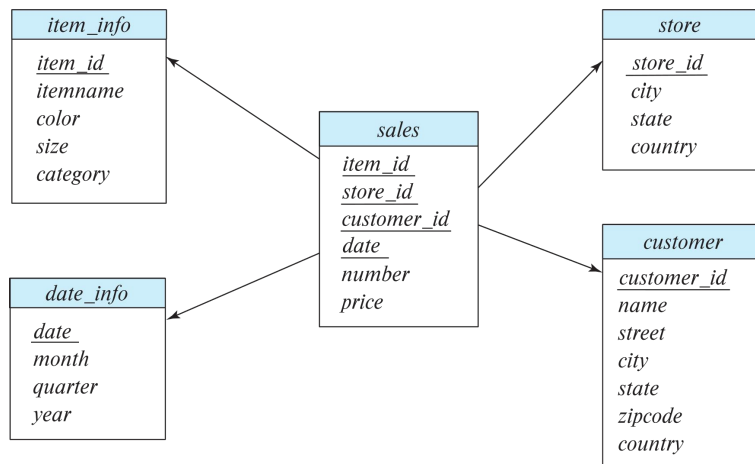 item_info
item_id
itemname
color
size
category
store
store_id
city
state
country
sales
item_id
store_id
customer_id
date
number
price
date_info
date
month
quarter
year
customer
customer_id
name
street
city
state
zipcode
country